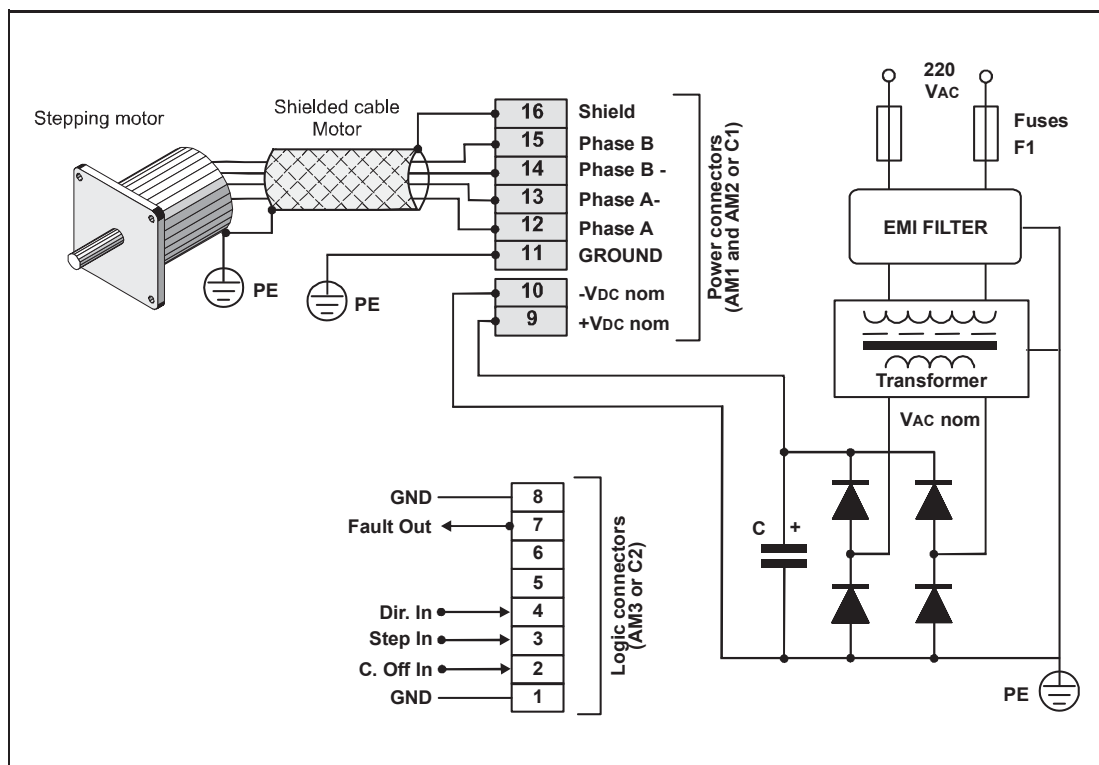 Stepping motor
Shielded cable
Motor
16 Shield
15 Phase B
14 Phase B -
13 Phase A-
12 Phase A
11 GROUND
10 -VDC nom
9 +VDC nom
PE
PE
Power connectors
(AM1 and AM2 or C1)
220
VAC
Fuses
F1
EMI FILTER
Transformer
VAC nom
C +
PE
GND 8
Fault Out 7
6
5
Dir. In 4
Step In 3
C. Off In 2
GND 1
Logic connectors
(AM3 or C2)